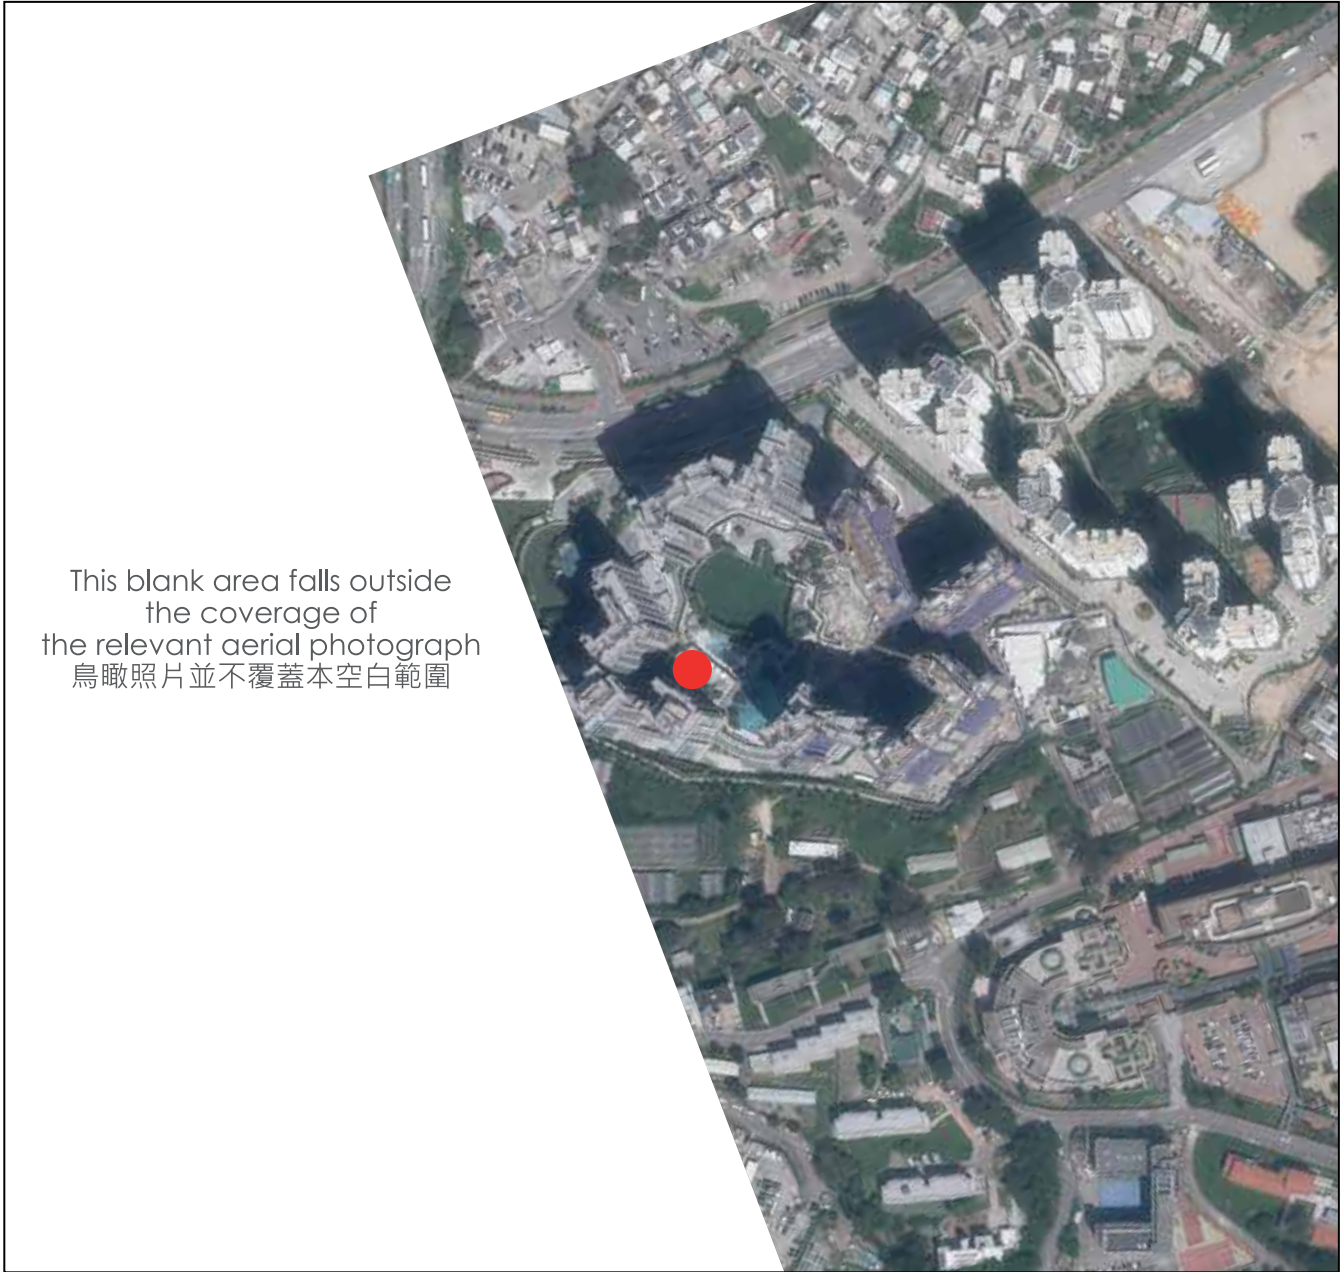 This blank area falls outside
the coverage of
the relevant aerial photograph
鳥瞰照片並不覆蓋本空白範圍